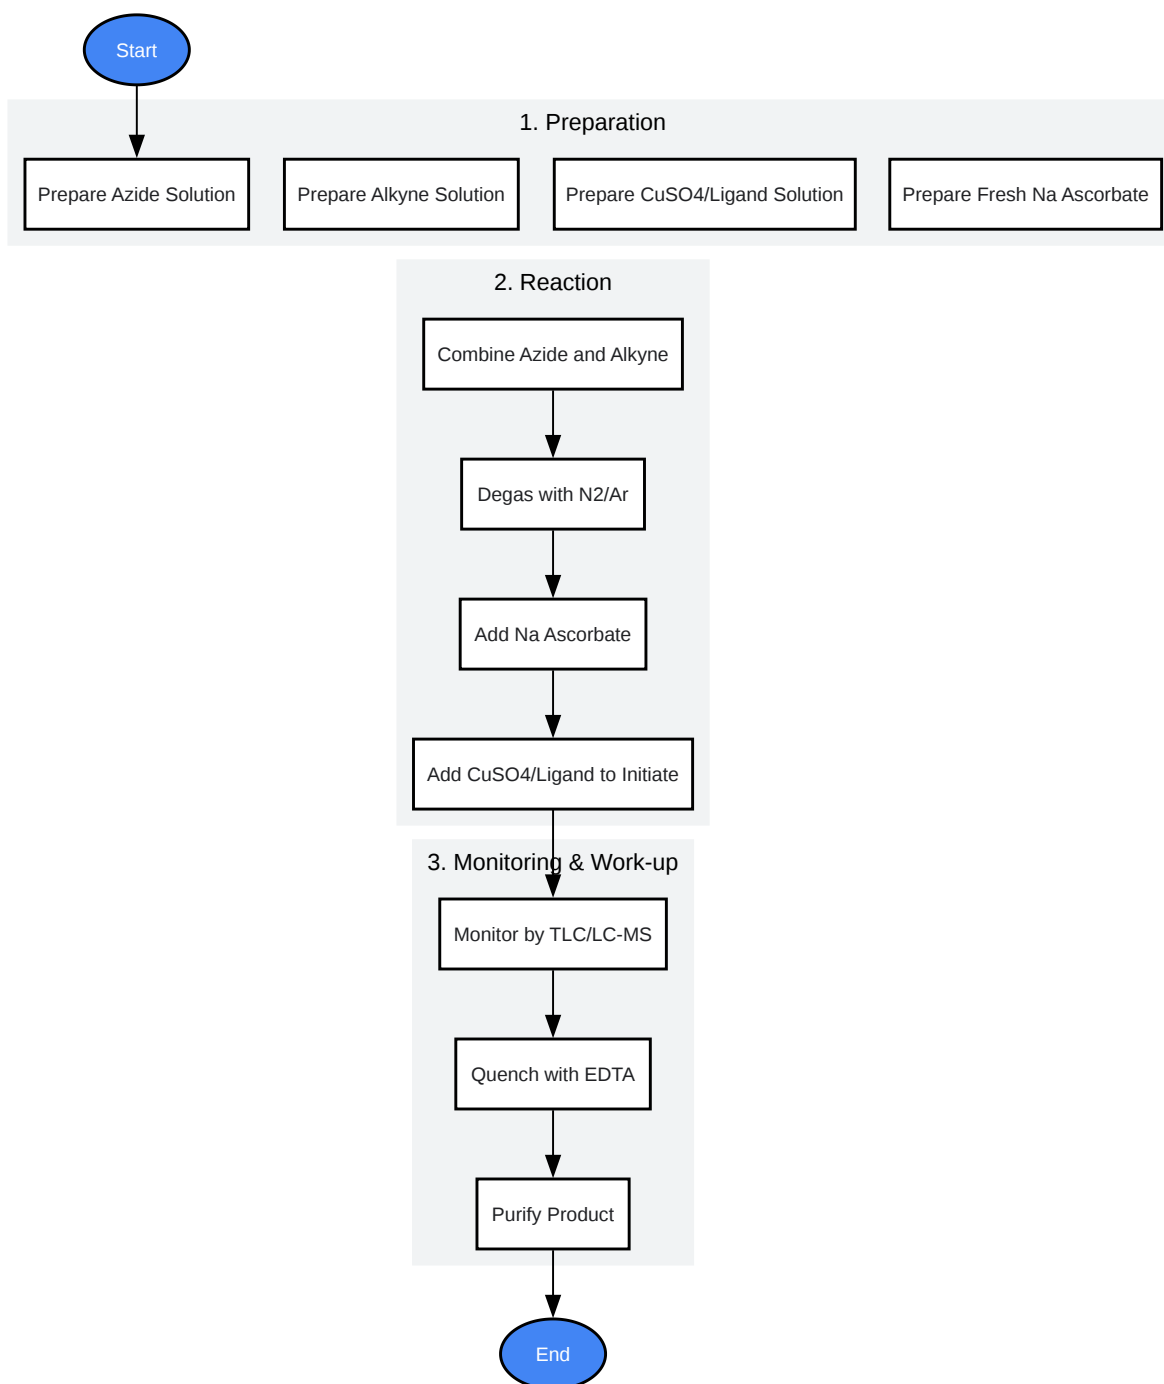 Start
1. Preparation
Prepare Azide Solution
Prepare Alkyne Solution
Prepare CuSO4/Ligand Solution
Prepare Fresh Na Ascorbate
2. Reaction
Combine Azide and Alkyne
Degas with N2/Ar
Add Na Ascorbate
Add CuSO4/Ligand to Initiate
3. Monitoring & Work-up
Monitor by TLC/LC-MS
Quench with EDTA
Purify Product
End